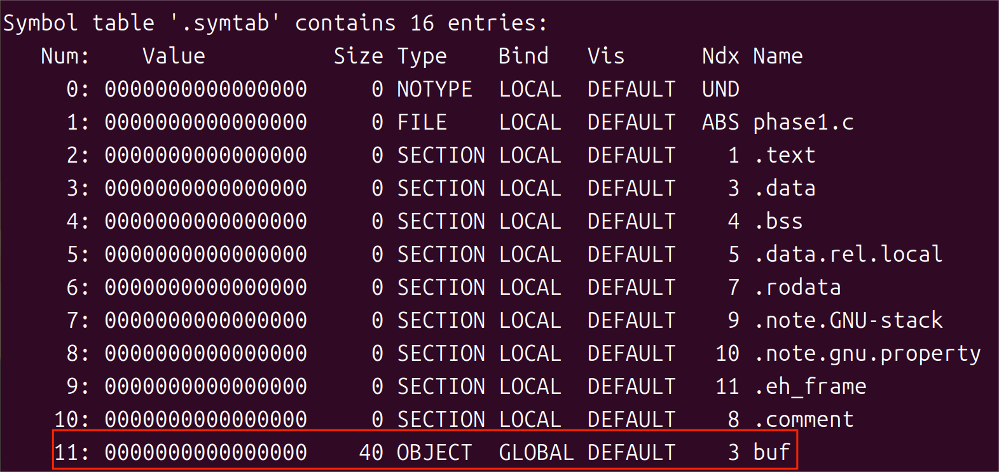 Symbol table '.symtab' contains 16 entries:
Num: Value Size Type Bind Vis Ndx Name
0: 0000000000000000 0 NOTYPE LOCAL DEFAULT UND
1: 0000000000000000 0 FILE LOCAL DEFAULT ABS phase1.c
2: 0000000000000000 0 SECTION LOCAL DEFAULT 1 .text
3: 0000000000000000 0 SECTION LOCAL DEFAULT 3 .data
4: 0000000000000000 0 SECTION LOCAL DEFAULT 4 .bss
5: 0000000000000000 0 SECTION LOCAL DEFAULT 5 .data.rel.local
6: 0000000000000000 0 SECTION LOCAL DEFAULT 7 .rodata
7: 0000000000000000 0 SECTION LOCAL DEFAULT 9 .note.GNU-stack
8: 0000000000000000 0 SECTION LOCAL DEFAULT 10 .note.gnu.property
9: 0000000000000000 0 SECTION LOCAL DEFAULT 11 .eh_frame
10: 0000000000000000 0 SECTION LOCAL DEFAULT 8 .comment
11: 0000000000000000 40 OBJECT GLOBAL DEFAULT 3 buf